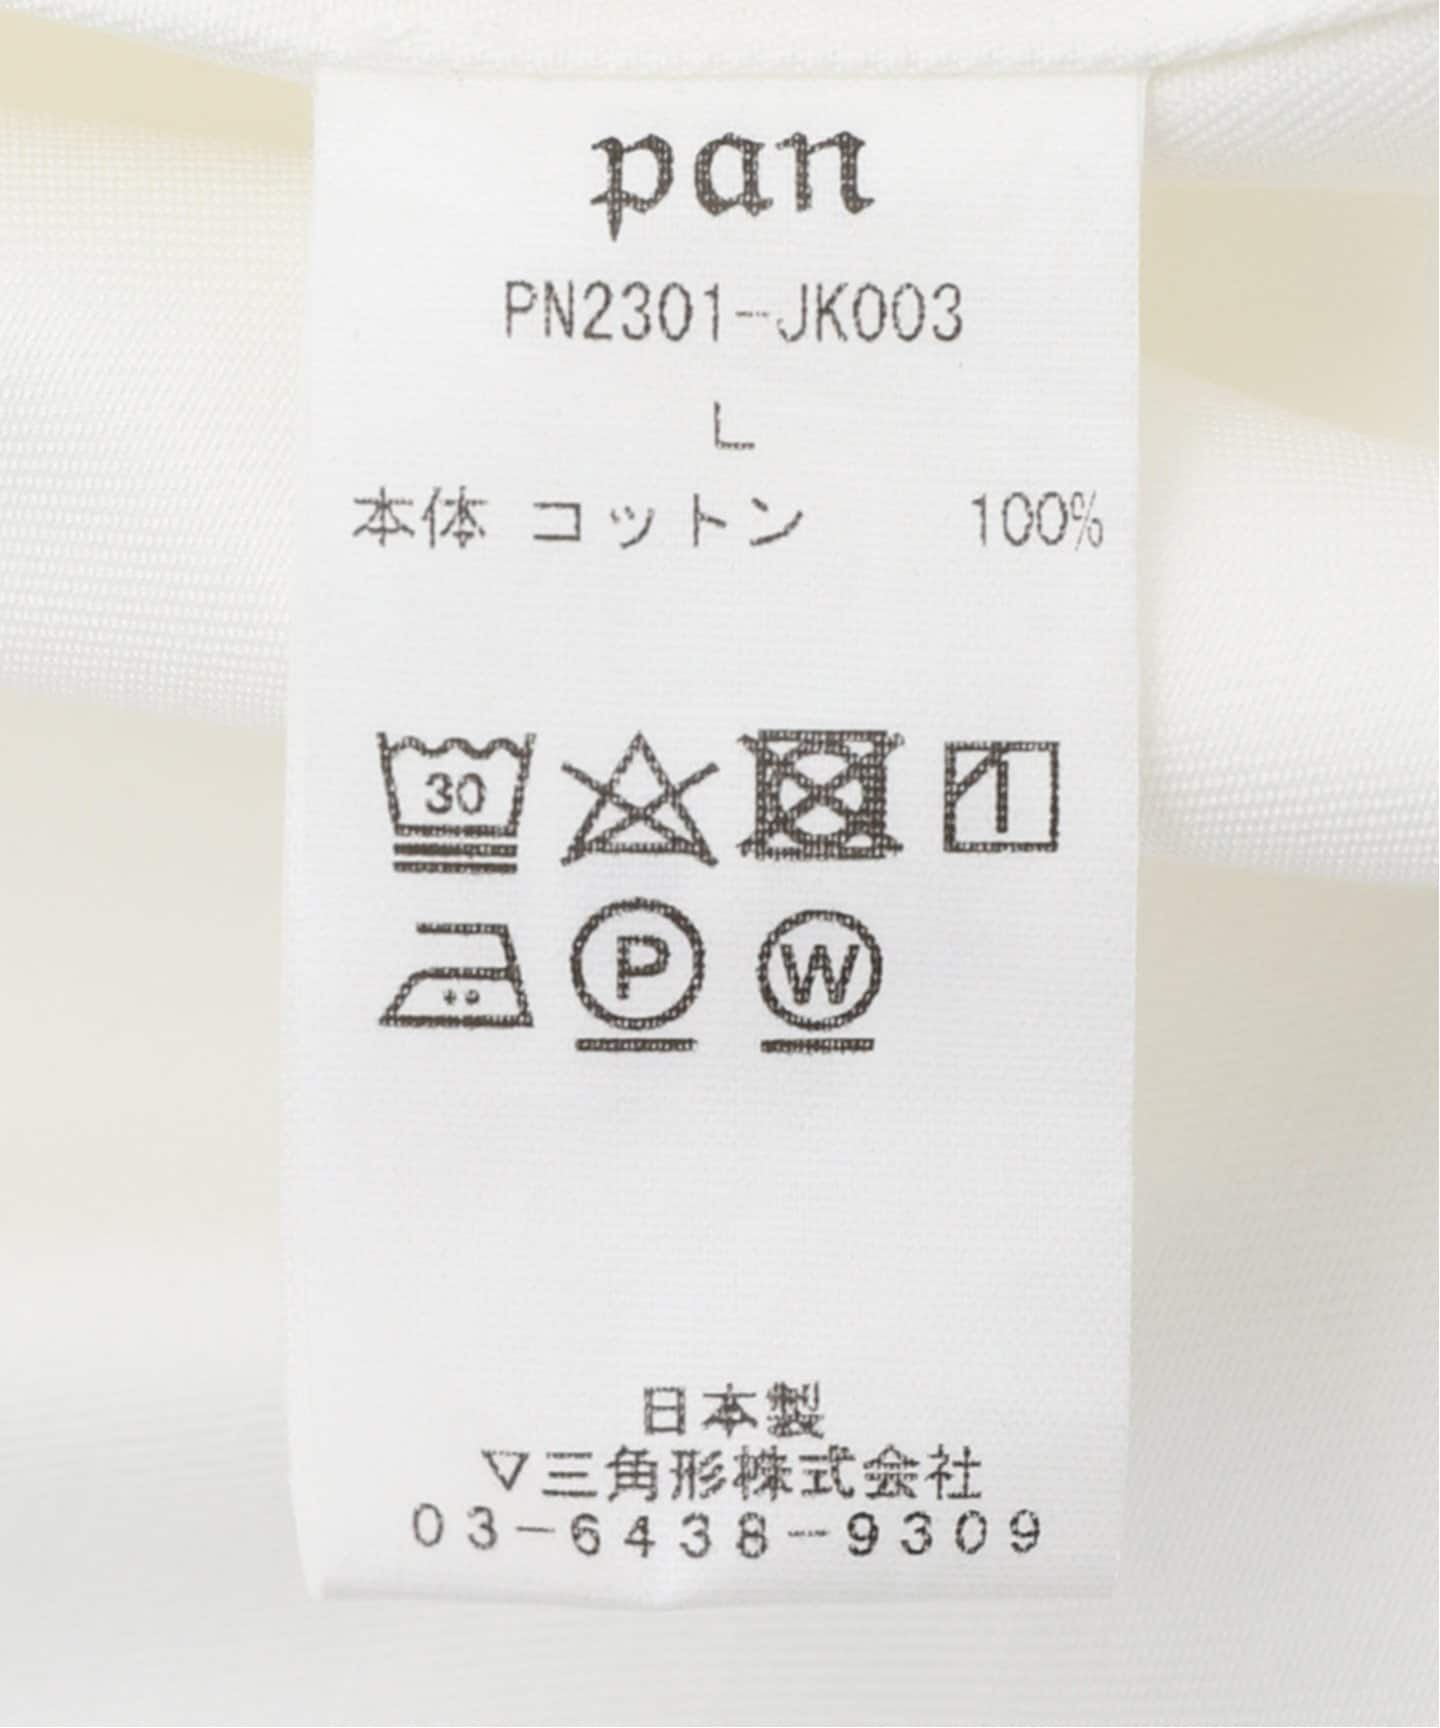 pan
PN2301-JK003
L
本体 コットン 100%
30
P W
日本製
▽三角形株式会社
03-6438-9309